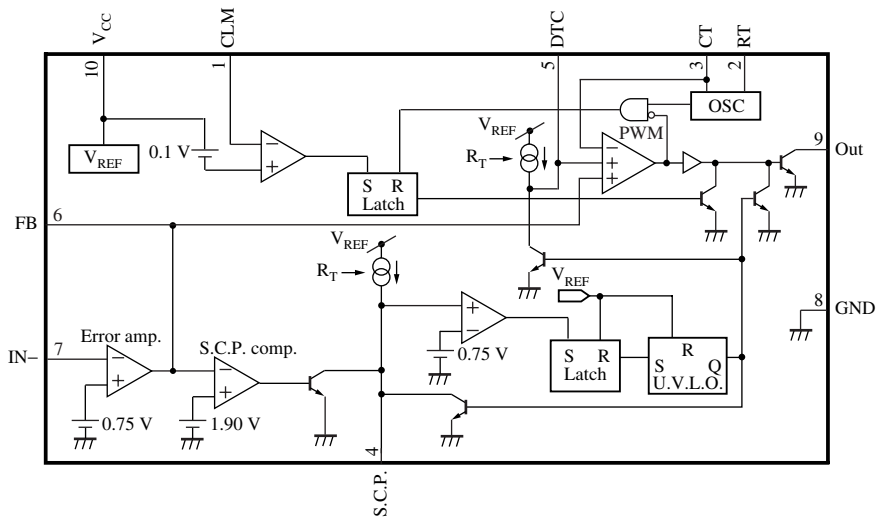 VCC
CLM
DTC
CT
RT
10
1
5
3
2
OSC
PWM
VREF
9
Out
VREF
0.1 V
RT
S R
Latch
FB
6
VREF
RT
VREF
8
GND
IN−
7
Error amp.
S.C.P. comp.
0.75 V
S R
Latch
R
S Q
U.V.L.O.
0.75 V
1.90 V
4
S.C.P.